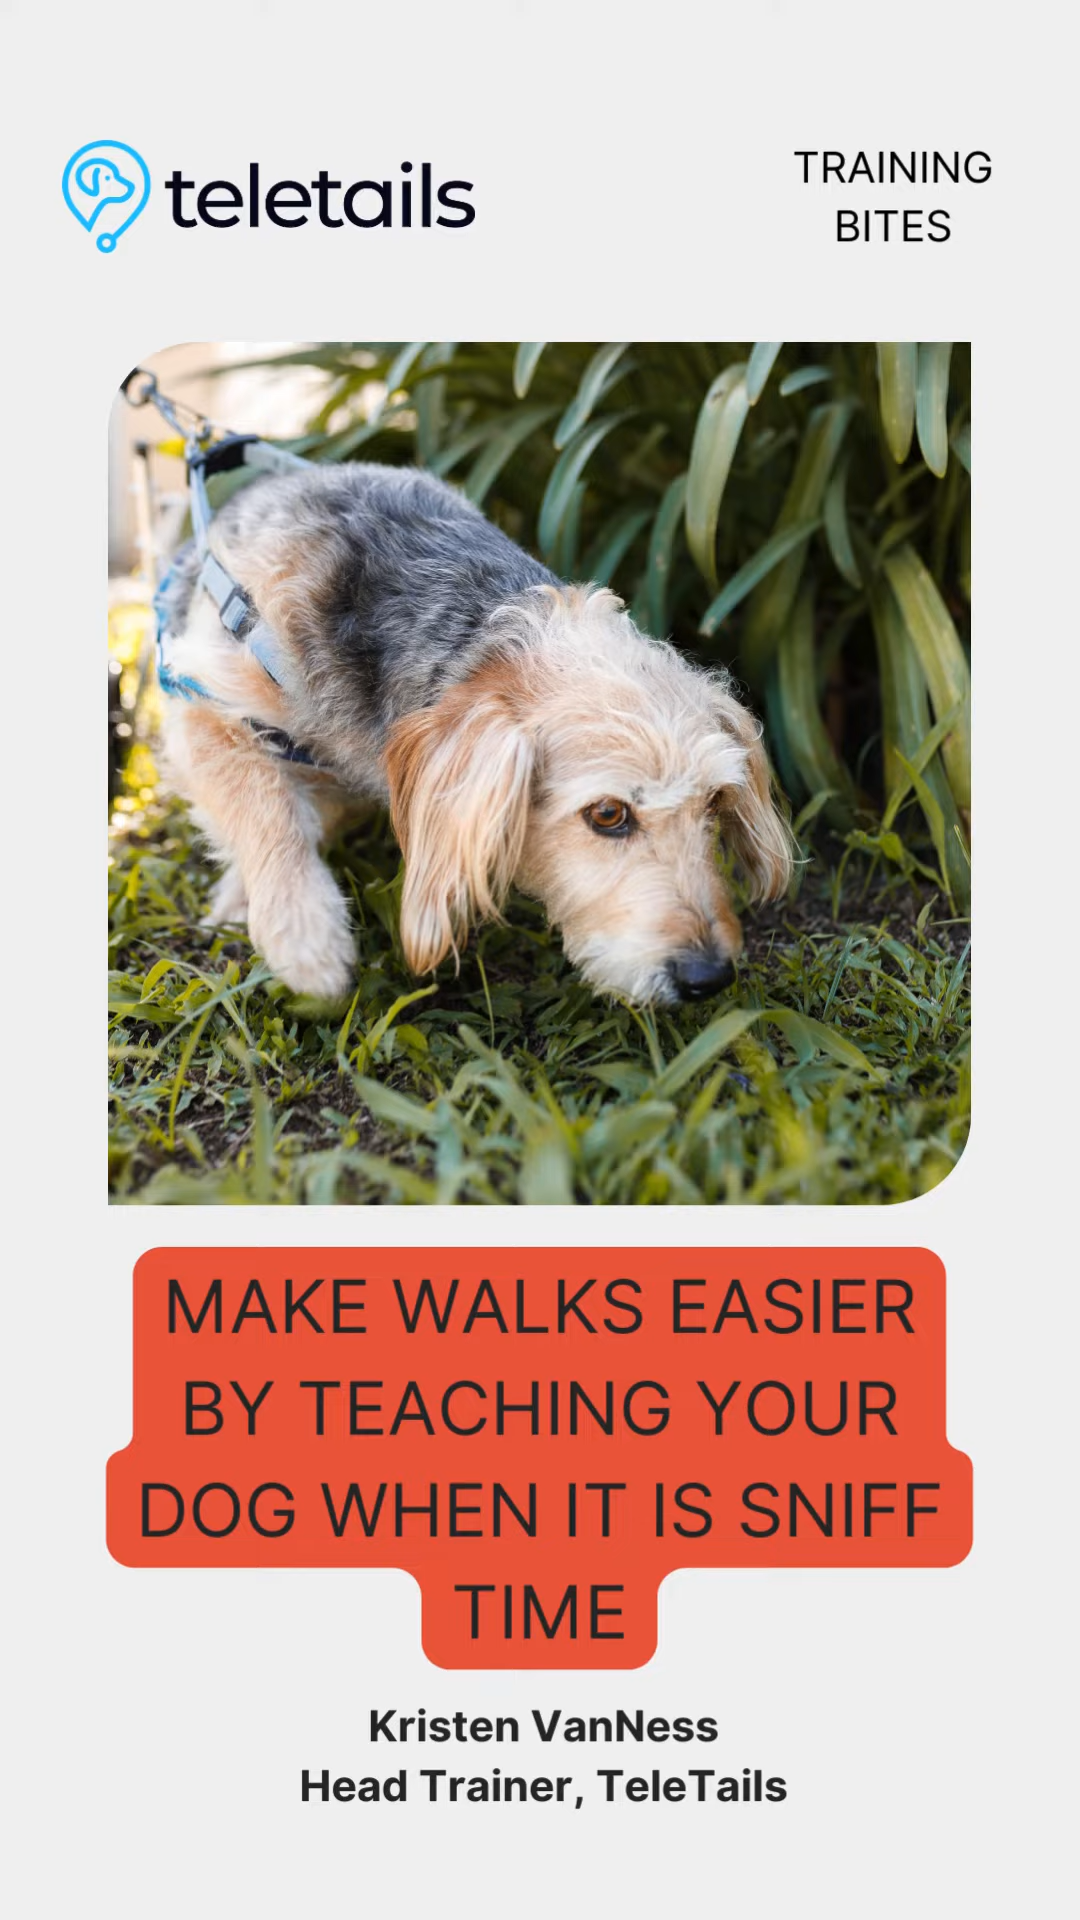 teletails
TRAINING
BITES
MAKE WALKS EASIER
BY TEACHING YOUR
DOG WHEN IT IS SNIFF
TIME
Kristen VanNess
Head Trainer, TeleTails